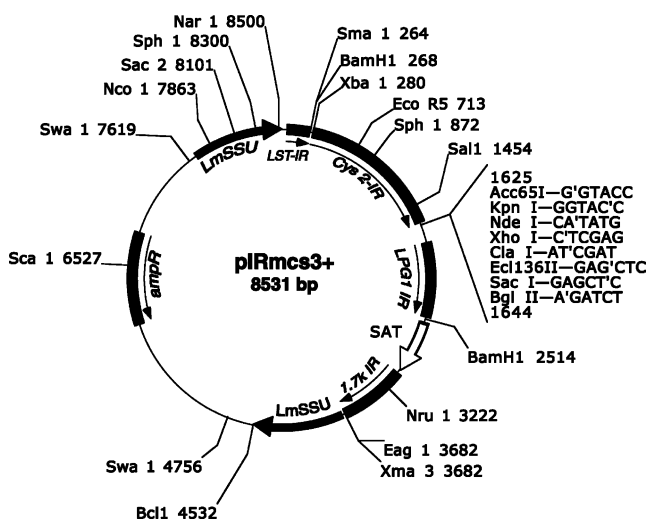 Nar 1 8500
Sph 1 8300
Sac 2 8101
Nco 1 7863
Swa 1 7619
Sma 1 264
BamH1 268
Xba 1 280
Eco R5 713
Sph 1 872
Sal1 1454
1625
Acc65I—G'GTACC
Kpn I—GGTAC'C
Nde I—CA'TATG
Xho I—C'TCGAG
Cla I—AT'CGAT
Ecl136II—GAG'CTC
Sac I—GAGCT'C
Bgl II—A'GATCT
1644
LmSSU
LST-IR
Cys 2-IR
LPG1 IR
Sca 1 6527
ampR
pIRmcs3+
8531 bp
SAT
BamH1 2514
1.7k IR
LmSSU
Nru 1 3222
Eag 1 3682
Xma 3 3682
Swa 1 4756
Bcl1 4532